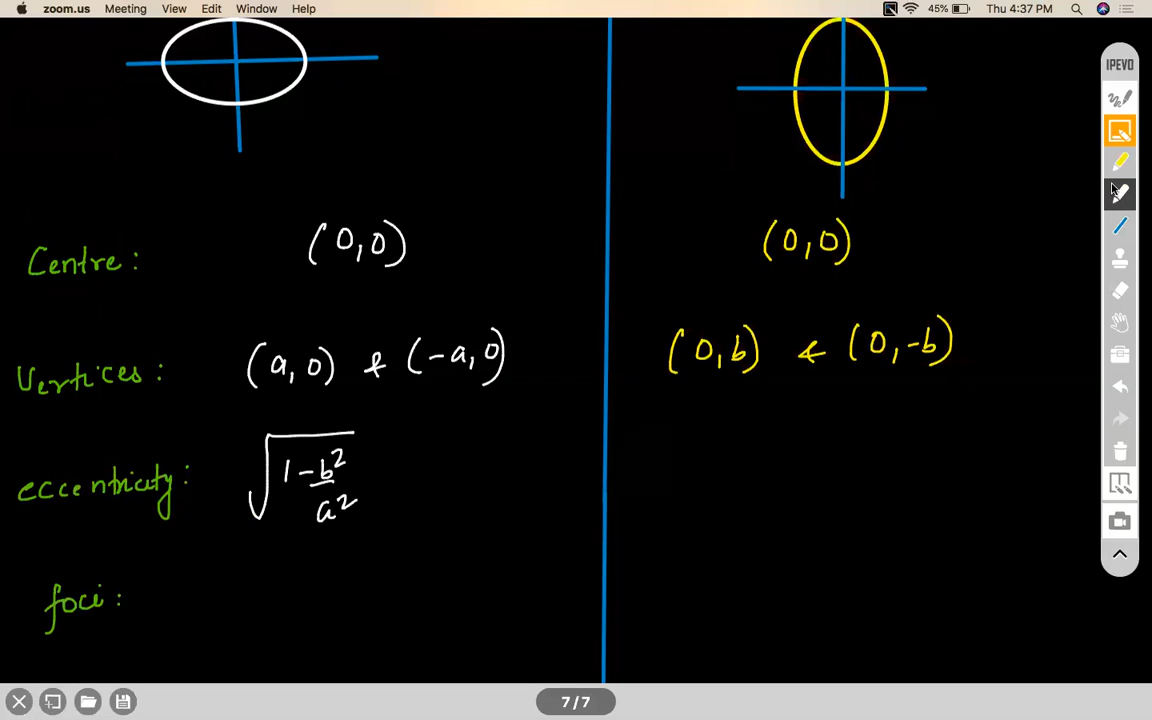 zoom.us Meeting View Edit Window Help 45% Thu 4:37 PM
IPEVO
Centre: (0,0) (0,0)
Vertices: (a,0) & (-a,0) (0,b) & (0,-b)
eccentricity: √(1-b²/a²)
foci:
7/7